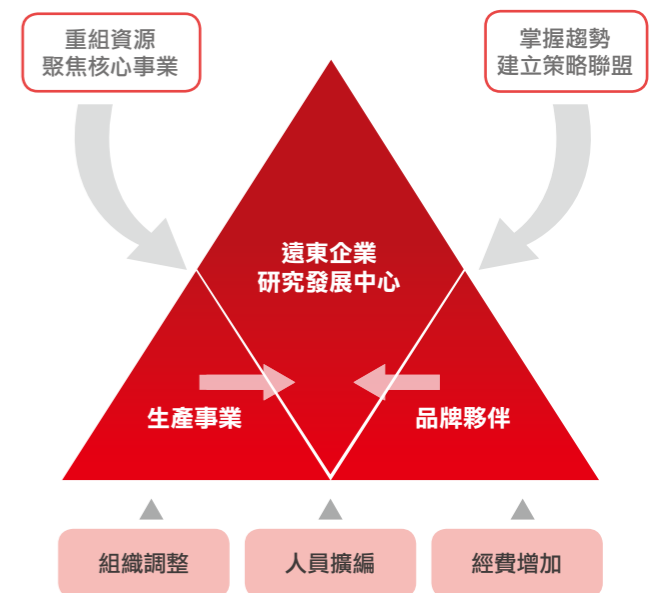 重組資源
聚焦核心事業
掌握趨勢
建立策略聯盟
遠東企業
研究發展中心
生產事業
品牌夥伴
組織調整
人員擴編
經費增加